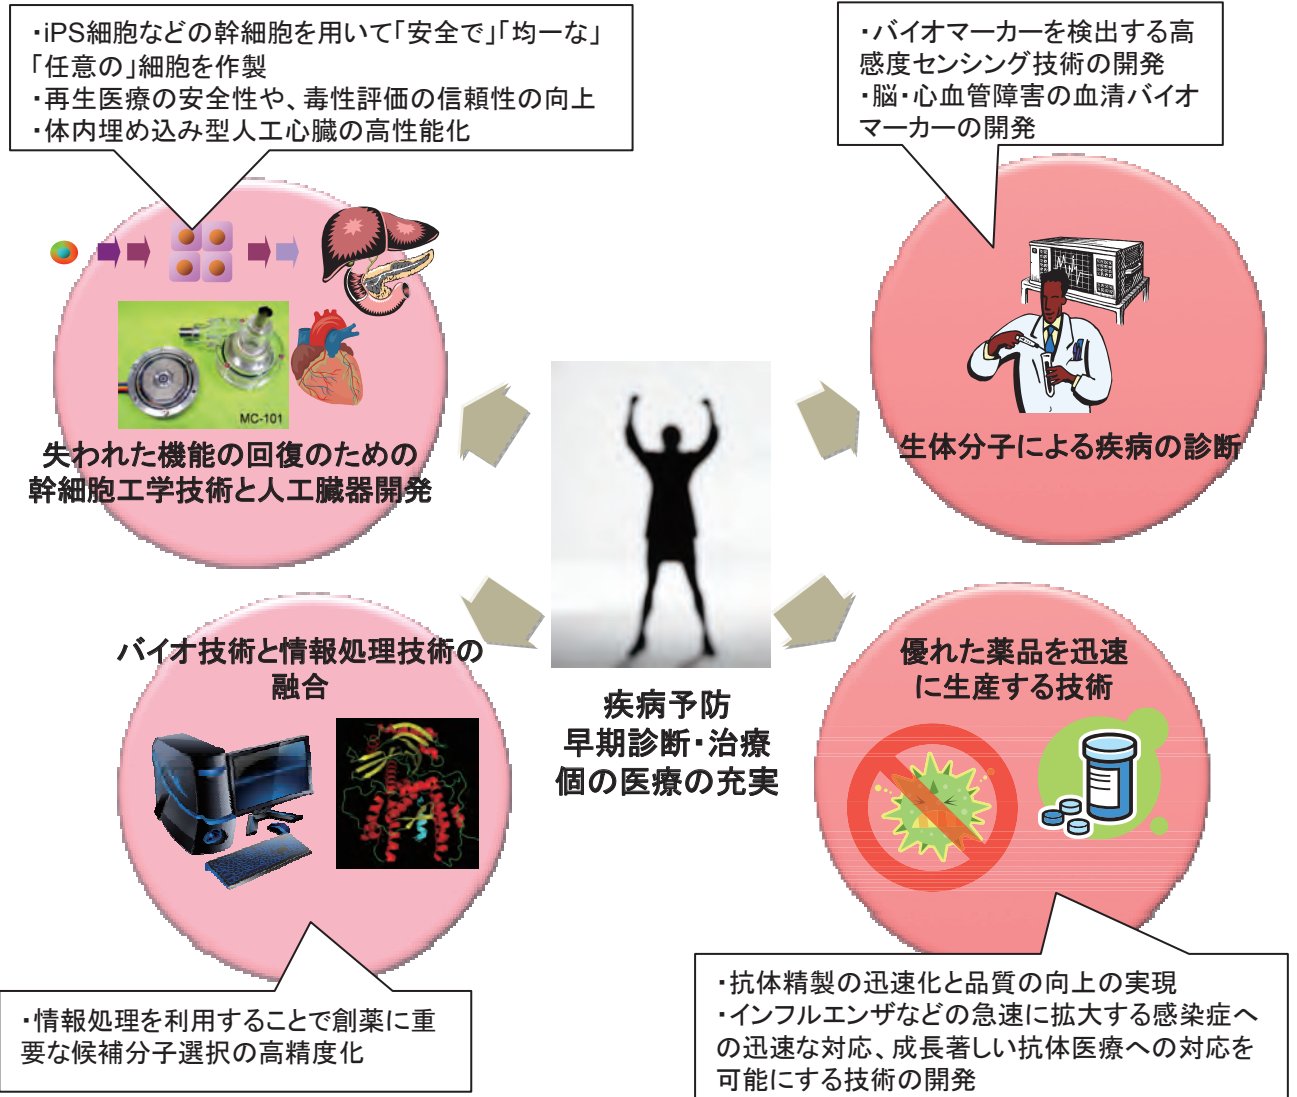 ・iPS細胞などの幹細胞を用いて「安全で」「均一な」
「任意の」細胞を作製
・再生医療の安全性や、毒性評価の信頼性の向上
・体内埋め込み型人工心臓の高性能化
・バイオマーカーを検出する高
感度センシング技術の開発
・脳・心血管障害の血清バイオ
マーカーの開発
MC-101
失われた機能の回復のための
幹細胞工学技術と人工臓器開発
生体分子による疾病の診断
バイオ技術と情報処理技術の
融合
疾病予防
早期診断・治療
個の医療の充実
優れた薬品を迅速
に生産する技術
・情報処理を利用することで創薬に重
要な候補分子選択の高精度化
・抗体精製の迅速化と品質の向上の実現
・インフルエンザなどの急速に拡大する感染症へ
の迅速な対応、成長著しい抗体医療への対応を
可能にする技術の開発